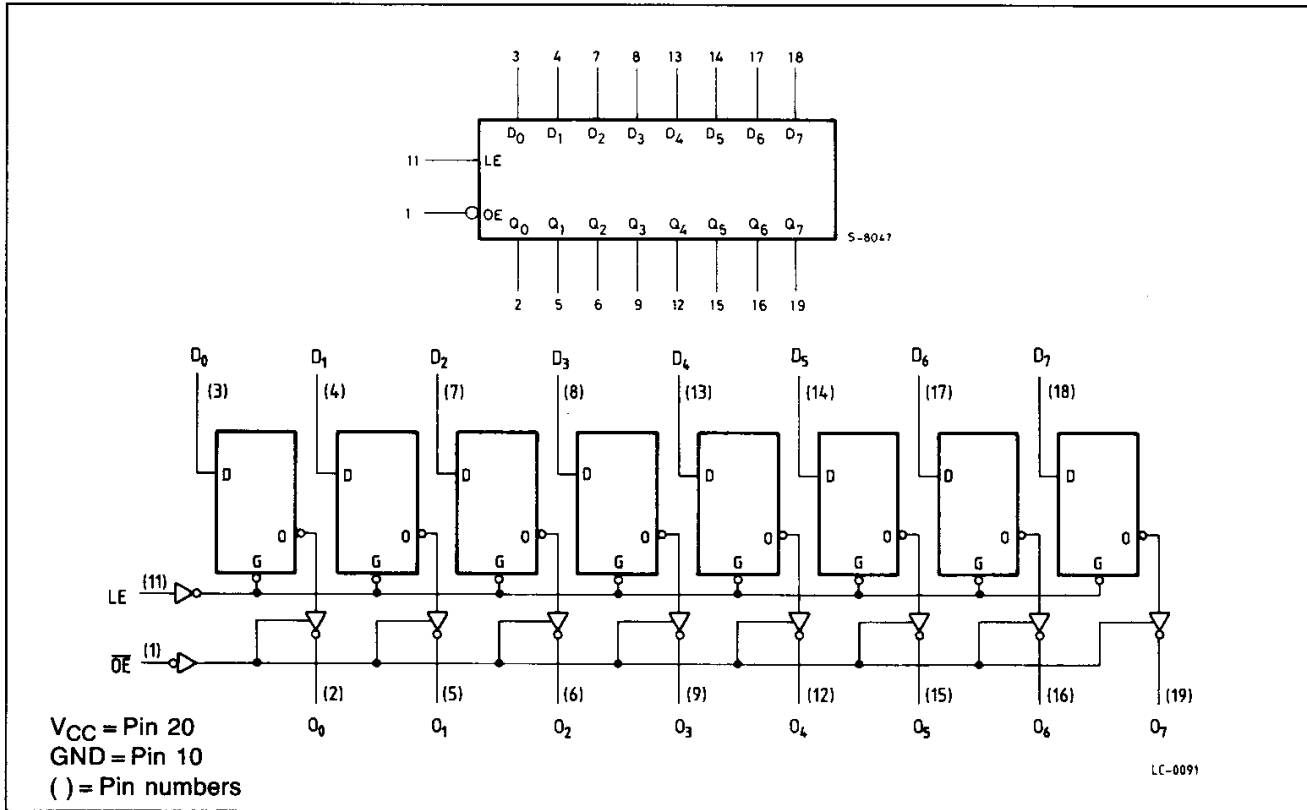 3 4 7 8 13 14 17 18
D0 D1 D2 D3 D4 D5 D6 D7
11 LE
1 OE
Q0 Q1 Q2 Q3 Q4 Q5 Q6 Q7
S-8047
2 5 6 9 12 15 16 19
D0 D1 D2 D3 D4 D5 D6 D7
(3) (4) (7) (8) (13) (14) (17) (18)
D D D D D D D D
O O O O O O O O
G G G G G G G G
LE (11)
OE (1)
(2) (5) (6) (9) (12) (15) (16) (19)
O0 O1 O2 O3 O4 O5 O6 O7
VCC = Pin 20
GND = Pin 10
( ) = Pin numbers
LC-0091